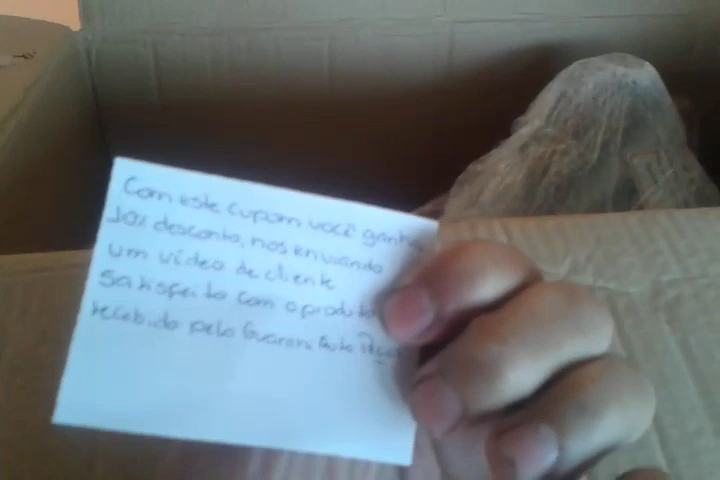 Com este cupom você ganha
10% desconto, nos enviando
um vídeo de cliente
satisfeito com o produto
recebido pelo Guarani Auto Peças